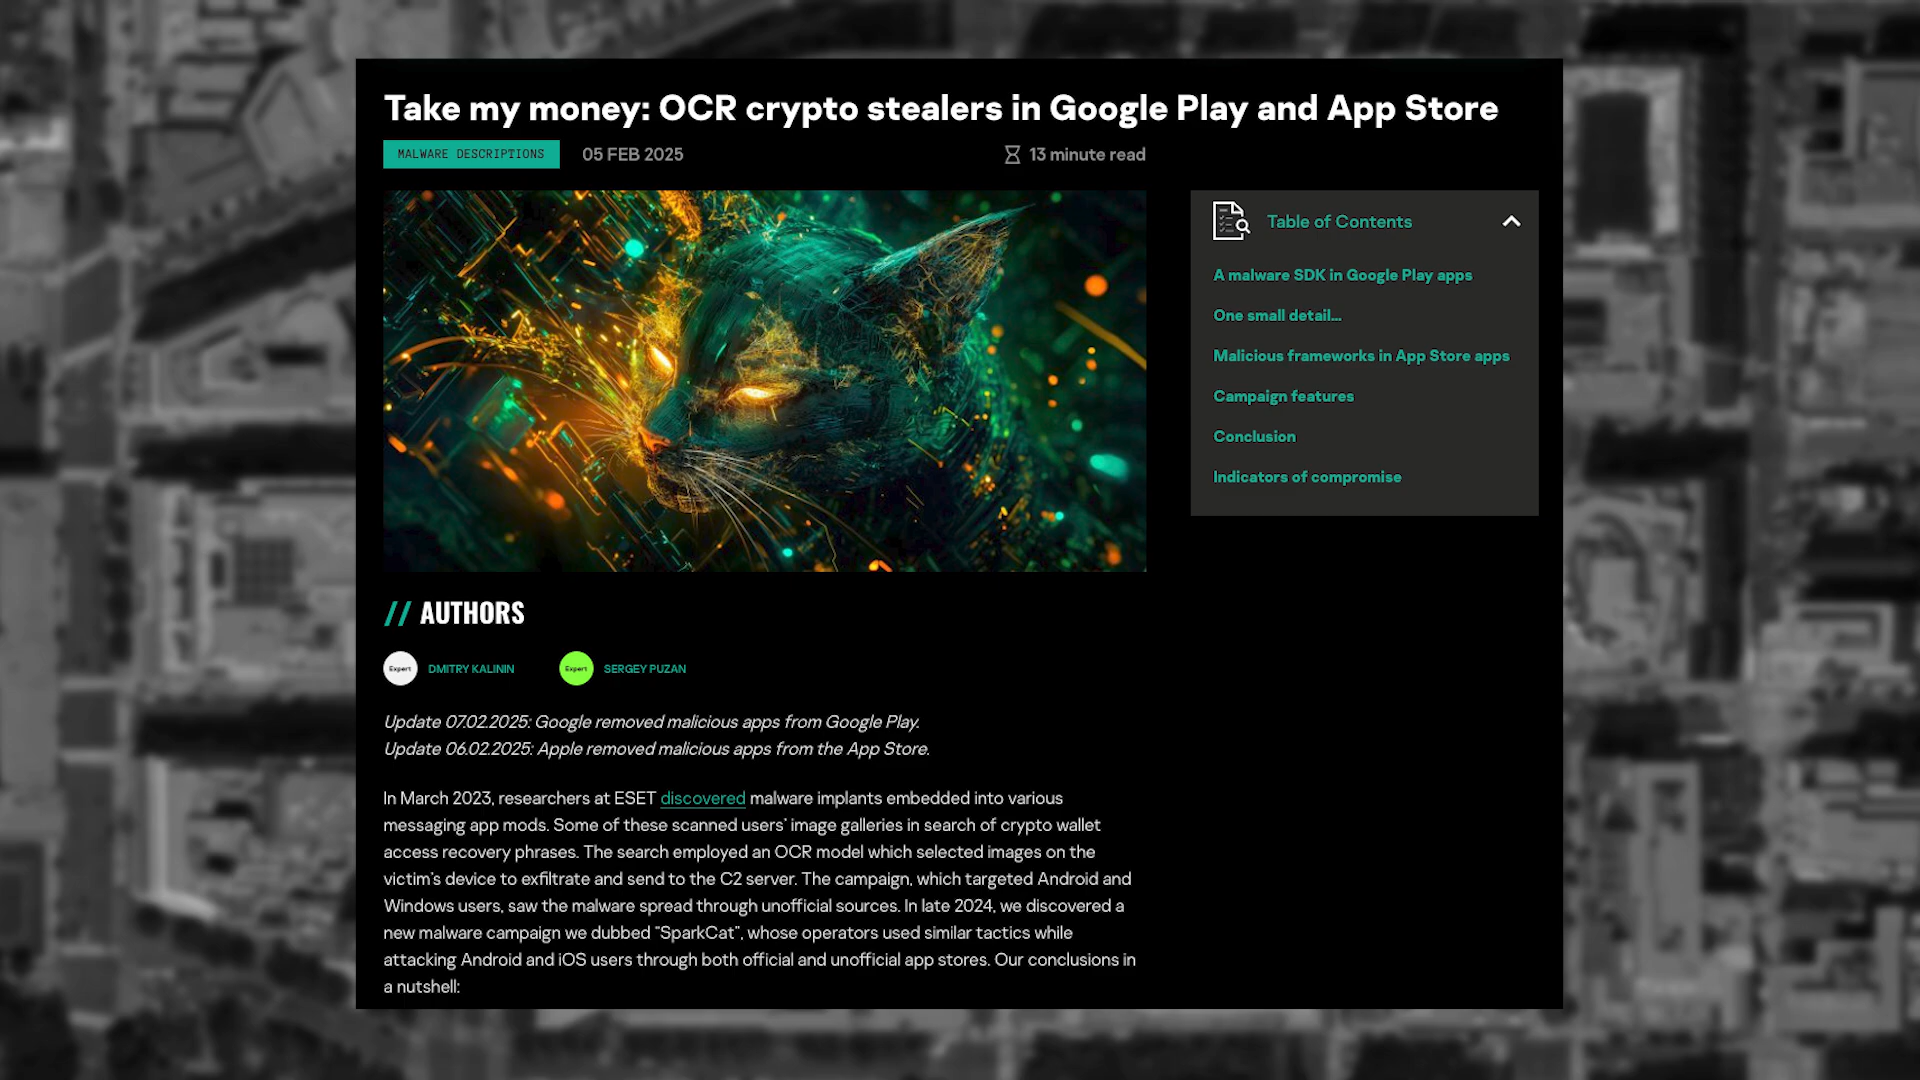 Take my money: OCR crypto stealers in Google Play and App Store
MALWARE DESCRIPTIONS
05 FEB 2025
13 minute read
Table of Contents
A malware SDK in Google Play apps
One small detail...
Malicious frameworks in App Store apps
Campaign features
Conclusion
Indicators of compromise
// AUTHORS
Expert DMITRY KALININ
Expert SERGEY PUZAN
Update 07.02.2025: Google removed malicious apps from Google Play.
Update 06.02.2025: Apple removed malicious apps from the App Store.
In March 2023, researchers at ESET discovered malware implants embedded into various
messaging app mods. Some of these scanned users' image galleries in search of crypto wallet
access recovery phrases. The search employed an OCR model which selected images on the
victim's device to exfiltrate and send to the C2 server. The campaign, which targeted Android and
Windows users, saw the malware spread through unofficial sources. In late 2024, we discovered a
new malware campaign we dubbed "SparkCat", whose operators used similar tactics while
attacking Android and iOS users through both official and unofficial app stores. Our conclusions in
a nutshell: